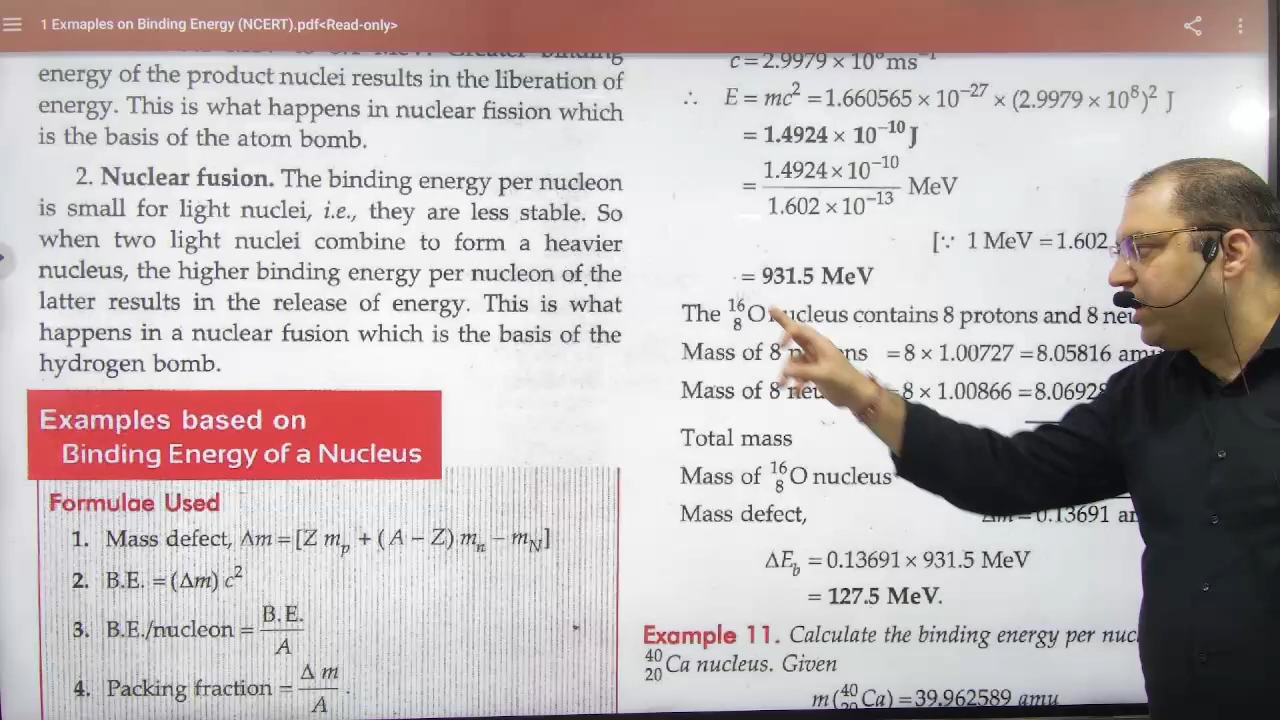 1 Exmaples on Binding Energy (NCERT).pdf<Read-only>
energy of the product nuclei results in the liberation of
energy. This is what happens in nuclear fission which
is the basis of the atom bomb.
2. Nuclear fusion. The binding energy per nucleon
is small for light nuclei, i.e., they are less stable. So
when two light nuclei combine to form a heavier
nucleus, the higher binding energy per nucleon of the
latter results in the release of energy. This is what
happens in a nuclear fusion which is the basis of the
hydrogen bomb.
Examples based on
Binding Energy of a Nucleus
Formulae Used
1. Mass defect, Δm = [Z m_p + (A – Z) m_n – m_N]
2. B.E. = (Δm) c²
3. B.E./nucleon = B.E./A
4. Packing fraction = Δ m/A .
c = 2.9979 × 10⁸ ms⁻¹
∴ E = mc² = 1.660565 × 10⁻²⁷ × (2.9979 × 10⁸)² J
= 1.4924 × 10⁻¹⁰ J
= 1.4924 × 10⁻¹⁰ / 1.602 × 10⁻¹³ MeV
[∵ 1 MeV = 1.602
= 931.5 MeV
The ¹⁶₈O nucleus contains 8 protons and 8
Mass of 8 = 8 × 1.00727 = 8.05816 amu
Mass of 8 = 8 × 1.00866 = 8.06928
Total mass
Mass of ¹⁶₈O nucleus
Mass defect, Δm = 0.13691
ΔE_b = 0.13691 × 931.5 MeV
= 127.5 MeV.
Example 11. Calculate the binding energy per
⁴⁰₂₀Ca nucleus. Given
m(⁴⁰₂₀Ca) = 39.962589 amu